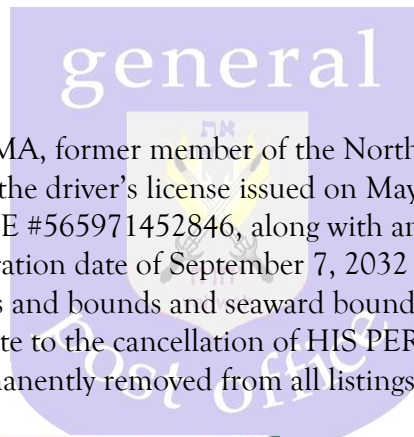 general
MA, former member of the North
the driver's license issued on May
E #565971452846, along with an
ration date of September 7, 2032
s and bounds and seaward bound
te to the cancellation of HIS PER
manently removed from all listings
Post Office